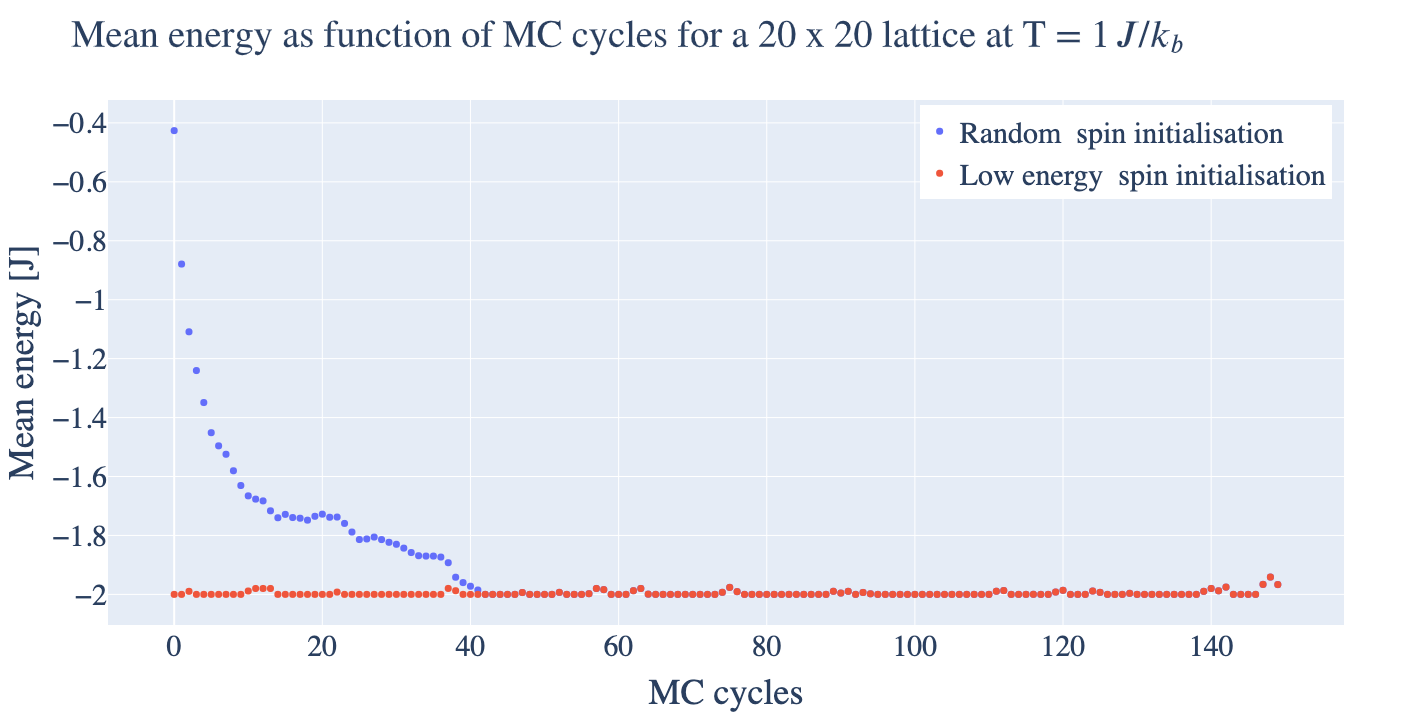 Mean energy as function of MC cycles for a 20 x 20 lattice at T = 1 J/k_b
Random  spin initialisation
Low energy  spin initialisation
Mean energy [J]
−0.4
−0.6
−0.8
−1
−1.2
−1.4
−1.6
−1.8
−2
0 20 40 60 80 100 120 140
MC cycles